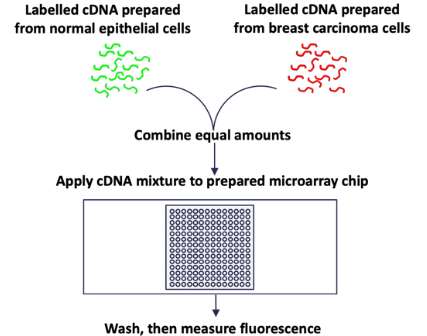 Labelled cDNA prepared
from normal epithelial cells
Labelled cDNA prepared
from breast carcinoma cells
Combine equal amounts
Apply cDNA mixture to prepared microarray chip
Wash, then measure fluorescence